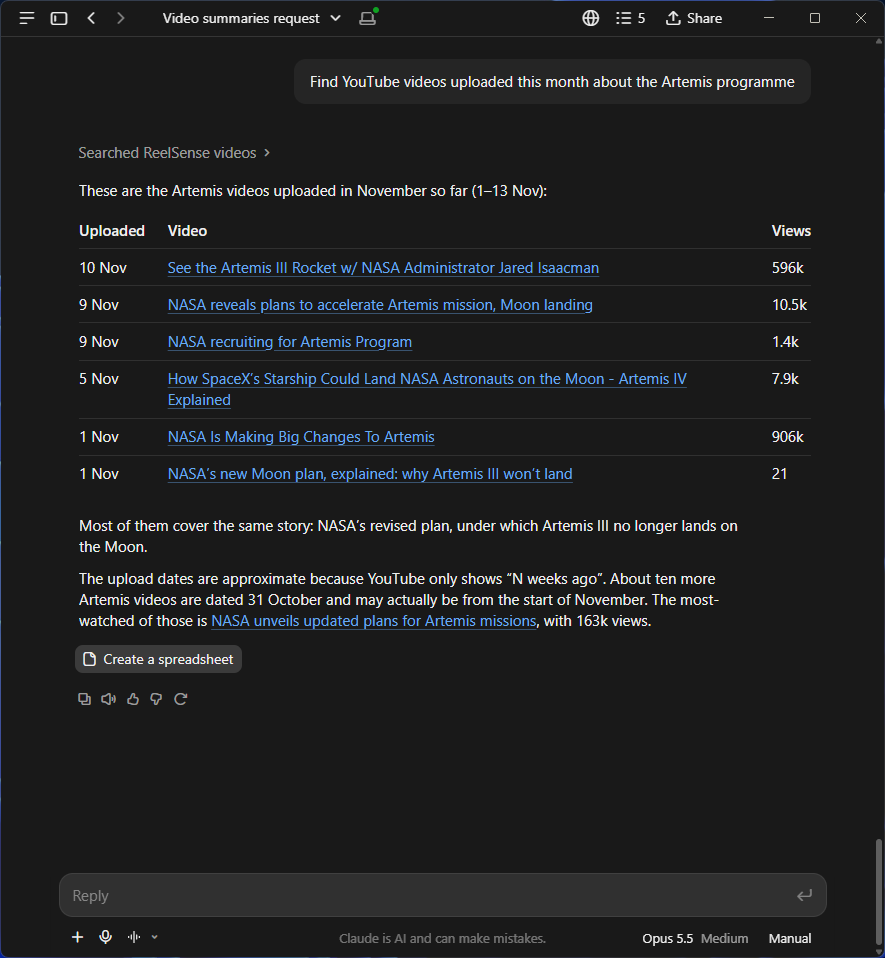 Video summaries request
5
Share
Find YouTube videos uploaded this month about the Artemis programme
Searched ReelSense videos
These are the Artemis videos uploaded in November so far (1–13 Nov):
Uploaded Video Views
10 Nov See the Artemis III Rocket w/ NASA Administrator Jared Isaacman 596k
9 Nov NASA reveals plans to accelerate Artemis mission, Moon landing 10.5k
9 Nov NASA recruiting for Artemis Program 1.4k
5 Nov How SpaceX’s Starship Could Land NASA Astronauts on the Moon - Artemis IV 7.9k
Explained
1 Nov NASA Is Making Big Changes To Artemis 906k
1 Nov NASA’s new Moon plan, explained: why Artemis III won’t land 21
Most of them cover the same story: NASA’s revised plan, under which Artemis III no longer lands on
the Moon.
The upload dates are approximate because YouTube only shows “N weeks ago”. About ten more
Artemis videos are dated 31 October and may actually be from the start of November. The most-
watched of those is NASA unveils updated plans for Artemis missions, with 163k views.
Create a spreadsheet
Reply
Claude is AI and can make mistakes.
Opus 5.5 Medium Manual